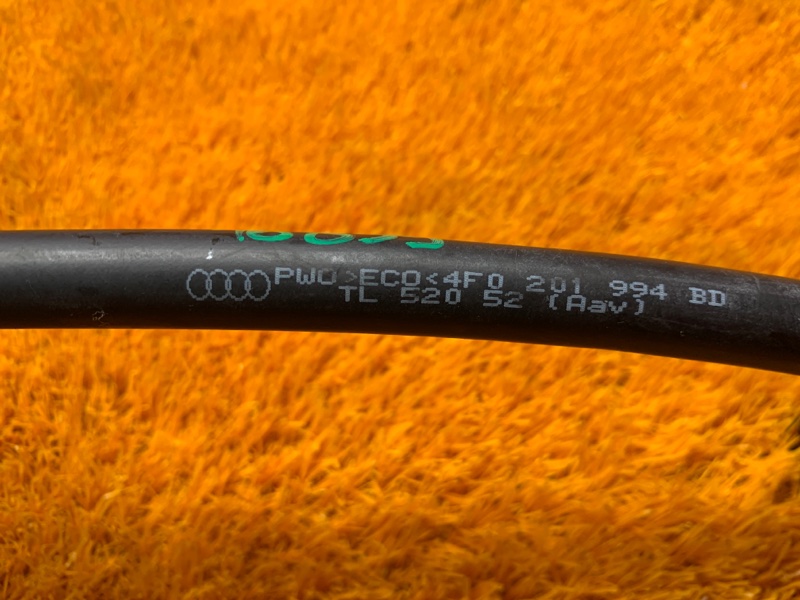 PWO >ECO< 4F0 201 994 BD
TL 520 52 (Aav)